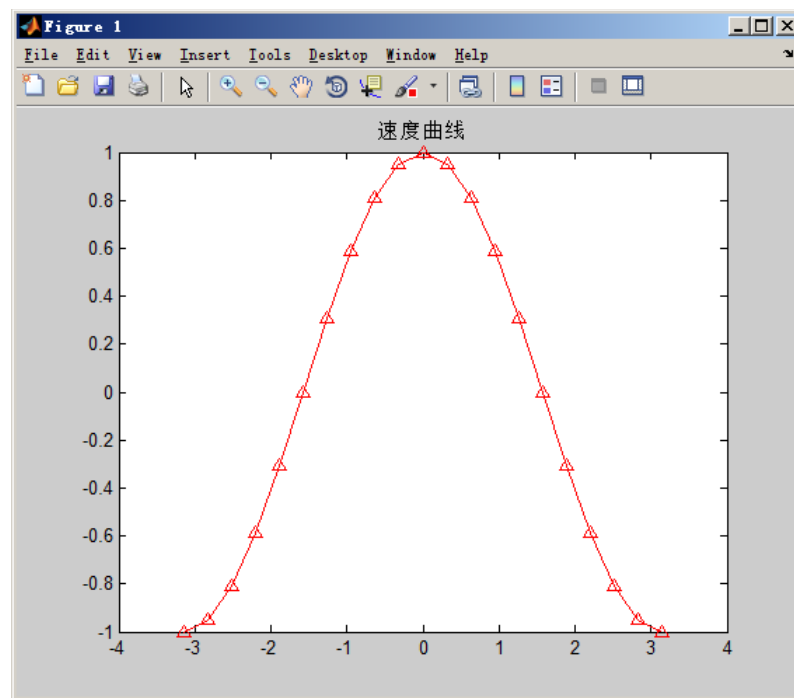 Figure 1
File Edit View Insert Tools Desktop Window Help
速度曲线
1
0.8
0.6
0.4
0.2
0
-0.2
-0.4
-0.6
-0.8
-1
-4 -3 -2 -1 0 1 2 3 4